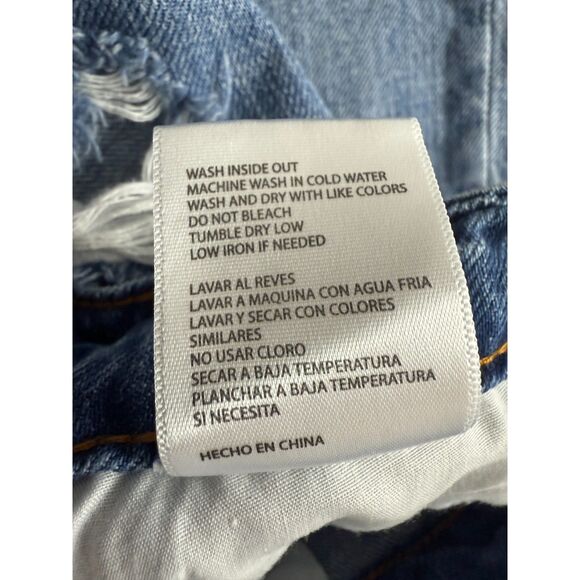 WASH INSIDE OUT
MACHINE WASH IN COLD WATER
WASH AND DRY WITH LIKE COLORS
DO NOT BLEACH
TUMBLE DRY LOW
LOW IRON IF NEEDED
LAVAR AL REVES
LAVAR A MAQUINA CON AGUA FRIA
LAVAR Y SECAR CON COLORES
SIMILARES
NO USAR CLORO
SECAR A BAJA TEMPERATURA
PLANCHAR A BAJA TEMPERATURA
SI NECESITA
HECHO EN CHINA